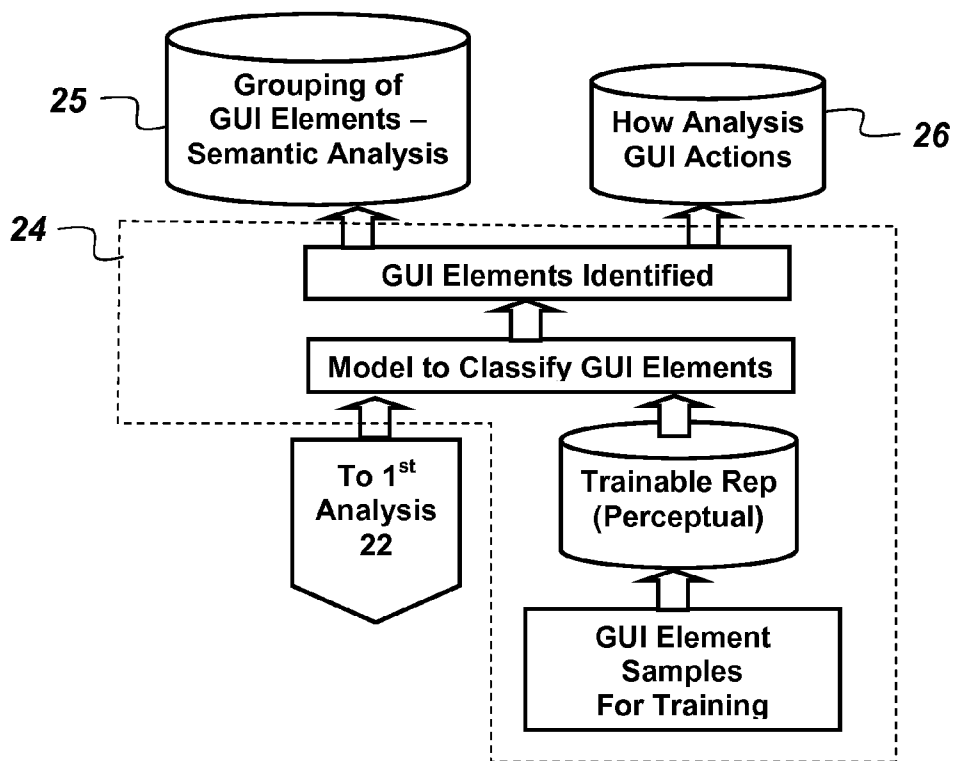 25
Grouping of
GUI Elements –
Semantic Analysis
How Analysis
GUI Actions
26
24
GUI Elements Identified
Model to Classify GUI Elements
To 1st
Analysis
22
Trainable Rep
(Perceptual)
GUI Element
Samples
For Training